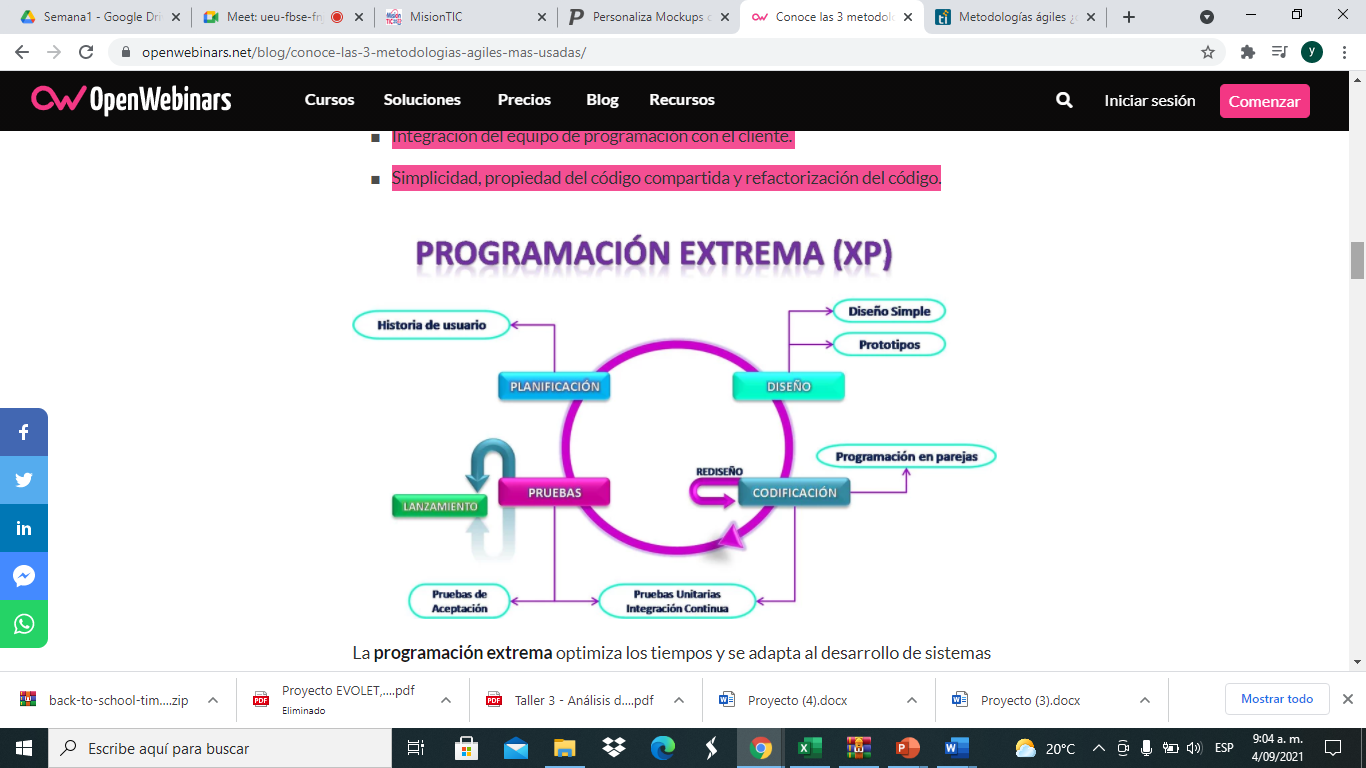 Semana1 - Google Dri
Meet: ueu-fbse-fn
MisionTIC
Personaliza Mockups
Conoce las 3 metodolo
Metodologías ágiles ¿
openwebinars.net/blog/conoce-las-3-metodologias-agiles-mas-usadas/
y
OpenWebinars
Cursos
Soluciones
Precios
Blog
Recursos
Iniciar sesión
Comenzar
Integración del equipo de programación con el cliente.
Simplicidad, propiedad del código compartida y refactorización del código.
PROGRAMACIÓN EXTREMA (XP)
Historia de usuario
Diseño Simple
Prototipos
PLANIFICACIÓN
DISEÑO
Programación en parejas
REDISEÑO
PRUEBAS
CODIFICACIÓN
LANZAMIENTO
Pruebas de
Aceptación
Pruebas Unitarias
Integración Continua
La programación extrema optimiza los tiempos y se adapta al desarrollo de sistemas
back-to-school-tim....zip
Proyecto EVOLET,....pdf
Eliminado
Taller 3 - Análisis d....pdf
Proyecto (4).docx
Proyecto (3).docx
Mostrar todo
Escribe aquí para buscar
20°C
ESP
9:04 a. m.
4/09/2021